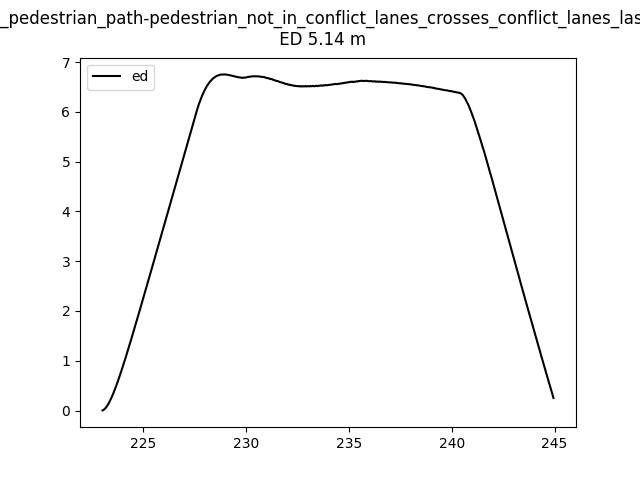 _pedestrian_path-pedestrian_not_in_conflict_lanes_crosses_conflict_lanes_las
ED 5.14 m
7
ed
6
5
4
3
2
1
0
225 230 235 240 245